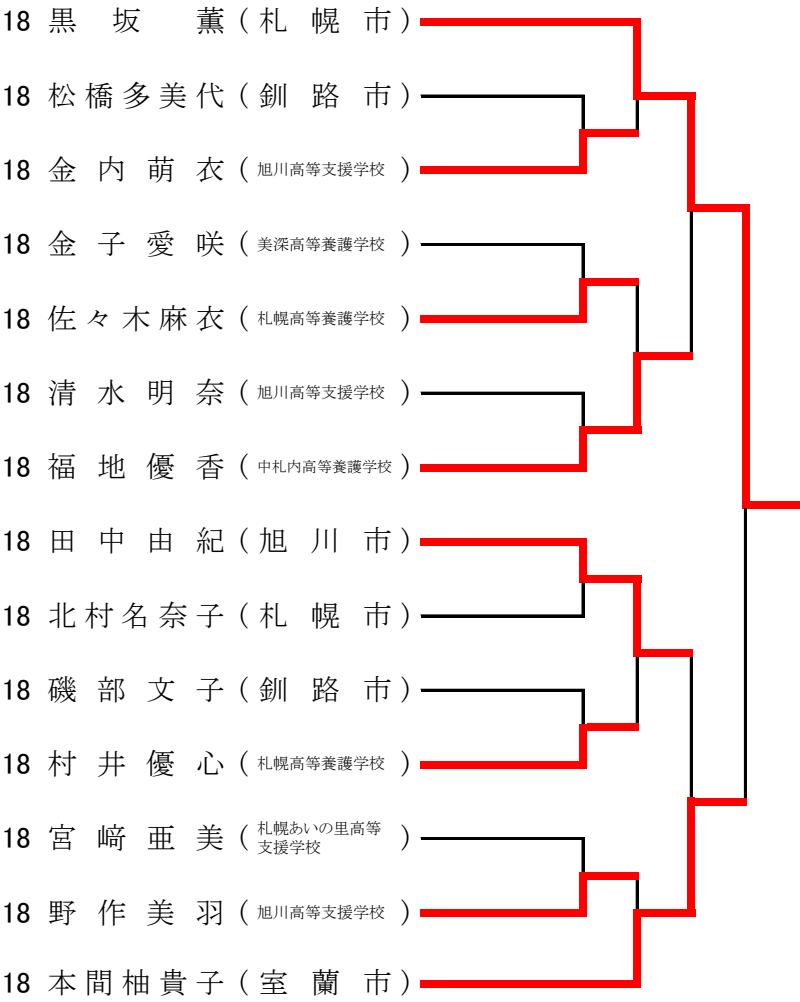 18 黒坂薫(札幌市)
18 松橋多美代(釧路市)
18 金内萌衣(旭川高等支援学校)
18 金子愛咲(美深高等養護学校)
18 佐々木麻衣(札幌高等養護学校)
18 清水明奈(旭川高等支援学校)
18 福地優香(中札内高等養護学校)
18 田中由紀(旭川市)
18 北村名奈子(札幌市)
18 磯部文子(釧路市)
18 村井優心(札幌高等養護学校)
18 宮﨑亜美(札幌あいの里高等
支援学校)
18 野作美羽(旭川高等支援学校)
18 本間柚貴子(室蘭市)